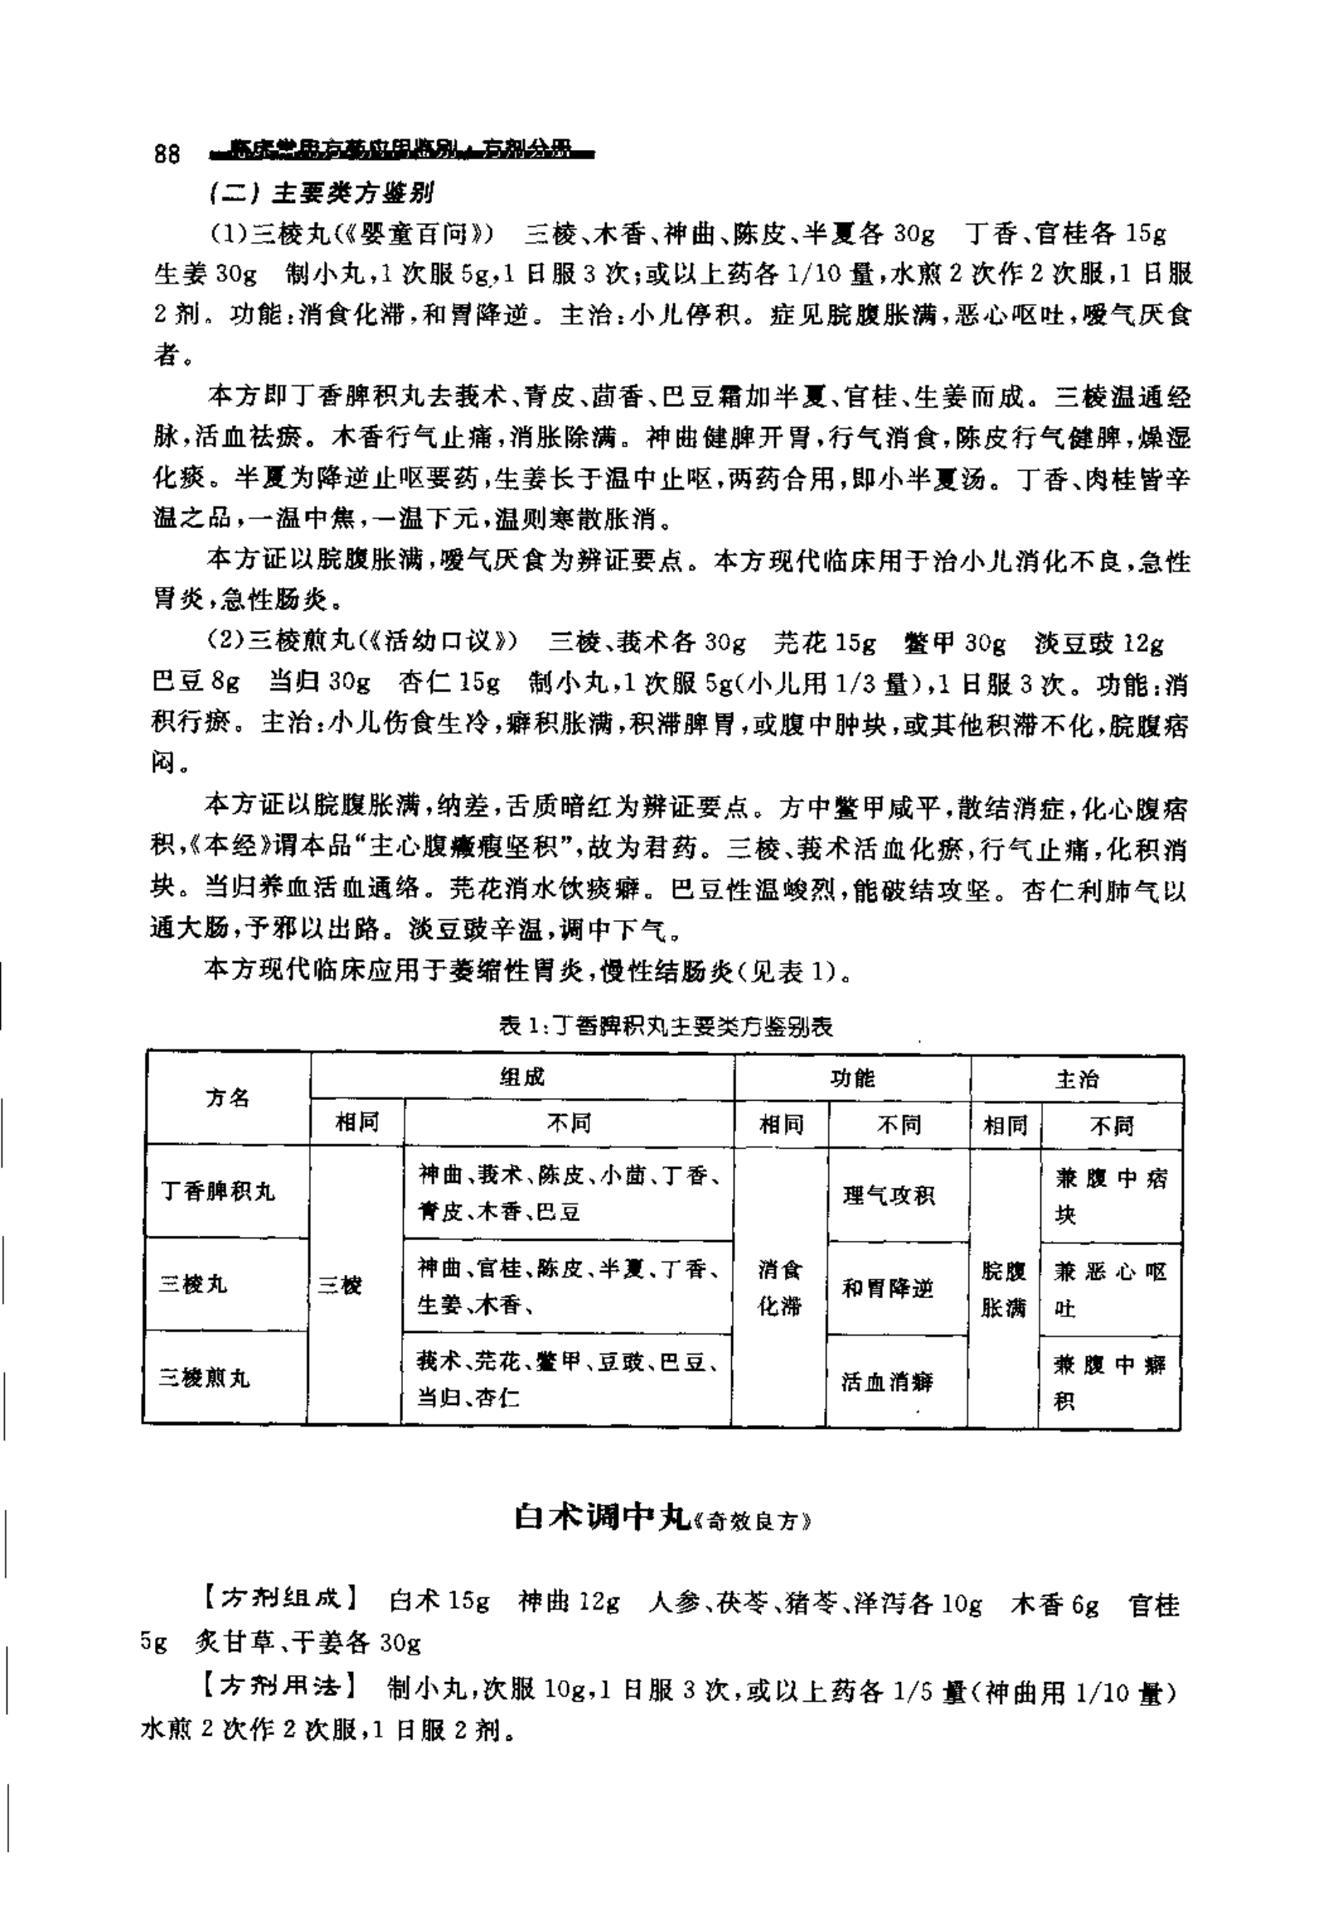 88 临床常用方药应用鉴别·方剂分册
(二) 主要类方鉴别
(1)三棱丸(《婴童百问》) 三棱、木香、神曲、陈皮、半夏各 30g 丁香、官桂各 15g
生姜 30g 制小丸,1 次服 5g,1 日服 3 次;或以上药各 1/10 量,水煎 2 次作 2 次服,1 日服
2 剂。功能:消食化滞,和胃降逆。主治:小儿停积。症见脘腹胀满,恶心呕吐,嗳气厌食
者。
本方即丁香脾积丸去莪术、青皮、茴香、巴豆霜加半夏、官桂、生姜而成。三棱温通经
脉,活血祛瘀。木香行气止痛,消胀除满。神曲健脾开胃,行气消食,陈皮行气健脾,燥湿
化痰。半夏为降逆止呕要药,生姜长于温中止呕,两药合用,即小半夏汤。丁香、肉桂皆辛
温之品,一温中焦,一温下元,温则寒散胀消。
本方证以脘腹胀满,嗳气厌食为辨证要点。本方现代临床用于治小儿消化不良,急性
胃炎,急性肠炎。
(2)三棱煎丸(《活幼口议》) 三棱、莪术各 30g 芫花 15g 鳖甲 30g 淡豆豉 12g
巴豆 8g 当归 30g 杏仁 15g 制小丸,1 次服 5g(小儿用 1/3 量),1 日服 3 次。功能:消
积行瘀。主治:小儿伤食生冷,癖积胀满,积滞脾胃,或腹中肿块,或其他积滞不化,脘腹痞
闷。
本方证以脘腹胀满,纳差,舌质暗红为辨证要点。方中鳖甲咸平,散结消症,化心腹痞
积,《本经》谓本品“主心腹癥瘕坚积”,故为君药。三棱、莪术活血化瘀,行气止痛,化积消
块。当归养血活血通络。芫花消水饮痰癖。巴豆性温峻烈,能破结攻坚。杏仁利肺气以
通大肠,予邪以出路。淡豆豉辛温,调中下气。
本方现代临床应用于萎缩性胃炎,慢性结肠炎(见表 1)。
表 1:丁香脾积丸主要类方鉴别表
方名 组成 功能 主治
相同 不同 相同 不同 相同 不同
丁香脾积丸 神曲、莪术、陈皮、小茴、丁香、 理气攻积 兼腹中痞
青皮、木香、巴豆 块
三棱丸 三棱 神曲、官桂、陈皮、半夏、丁香、 消食 和胃降逆 脘腹 兼恶心呕
生姜、木香、 化滞 胀满 吐
三棱煎丸 莪术、芫花、鳖甲、豆豉、巴豆、 活血消癖 兼腹中癖
当归、杏仁 积
白术调中丸《奇效良方》
【方剂组成】 白术 15g 神曲 12g 人参、茯苓、猪苓、泽泻各 10g 木香 6g 官桂
5g 炙甘草、干姜各 30g
【方剂用法】 制小丸,次服 10g,1 日服 3 次,或以上药各 1/5 量(神曲用 1/10 量)
水煎 2 次作 2 次服,1 日服 2 剂。